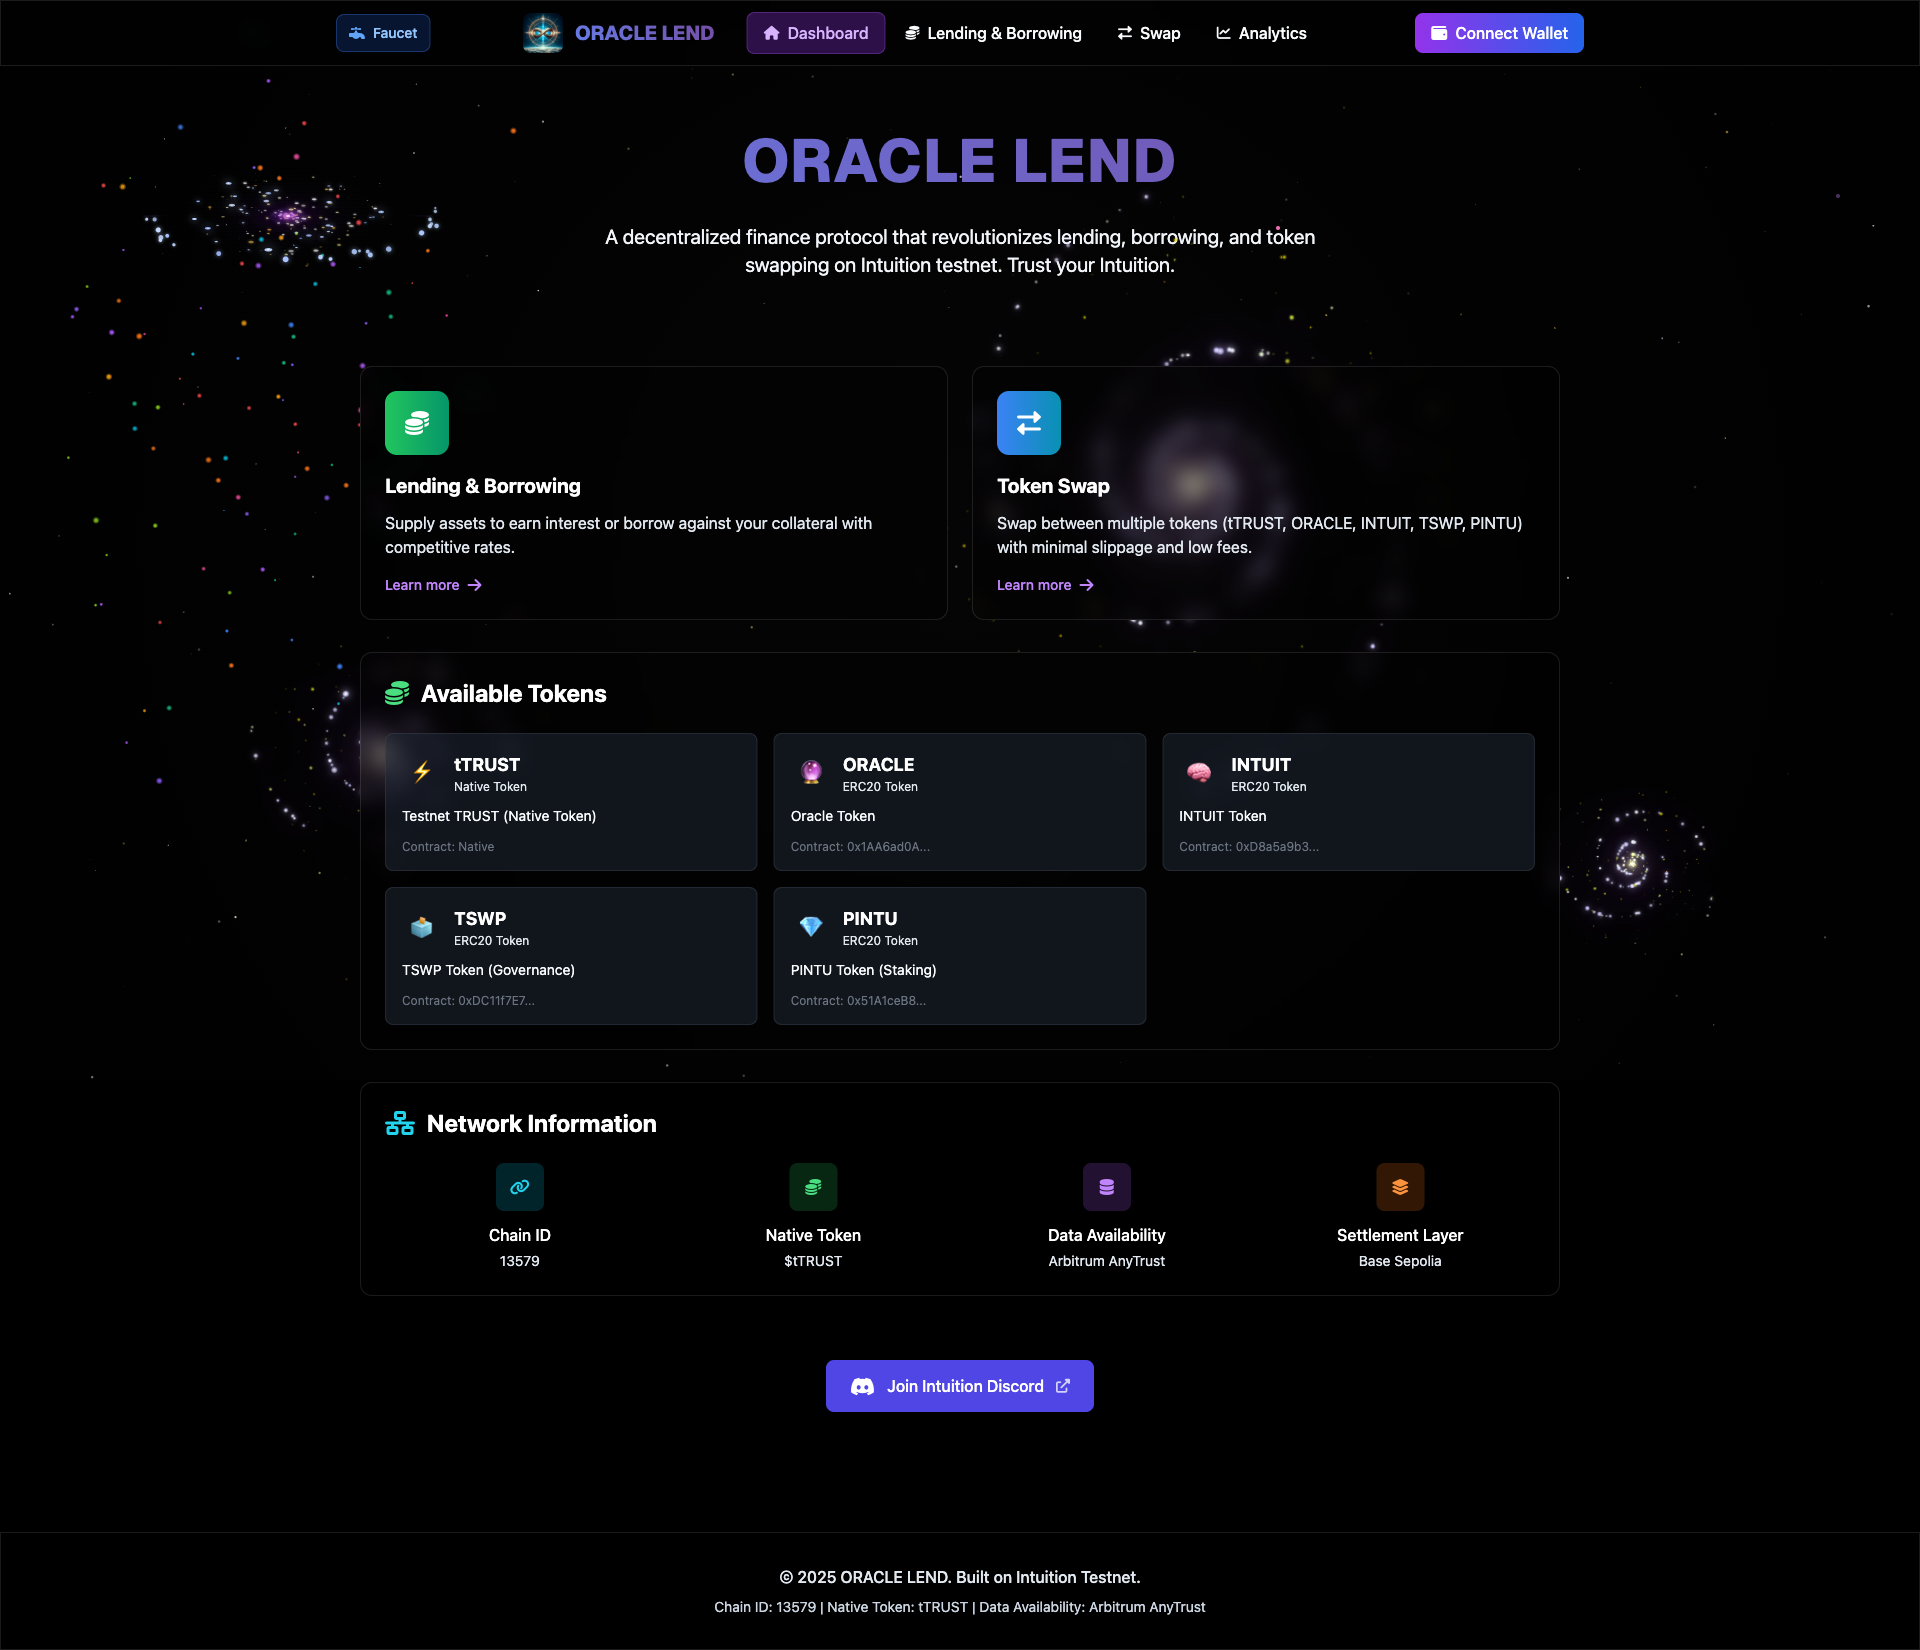 Faucet
ORACLE LEND
Dashboard
Lending & Borrowing
Swap
Analytics
Connect Wallet
ORACLE LEND
A decentralized finance protocol that revolutionizes lending, borrowing, and token
swapping on Intuition testnet. Trust your Intuition.
Lending & Borrowing
Supply assets to earn interest or borrow against your collateral with
competitive rates.
Learn more
Token Swap
Swap between multiple tokens (tTRUST, ORACLE, INTUIT, TSWP, PINTU)
with minimal slippage and low fees.
Learn more
Available Tokens
tTRUST
Native Token
Testnet TRUST (Native Token)
Contract: Native
ORACLE
ERC20 Token
Oracle Token
Contract: 0x1AA6ad0A...
INTUIT
ERC20 Token
INTUIT Token
Contract: 0xD8a5a9b3...
TSWP
ERC20 Token
TSWP Token (Governance)
Contract: 0xDC11f7E7...
PINTU
ERC20 Token
PINTU Token (Staking)
Contract: 0x51A1ceB8...
Network Information
Chain ID
13579
Native Token
$tTRUST
Data Availability
Arbitrum AnyTrust
Settlement Layer
Base Sepolia
Join Intuition Discord
© 2025 ORACLE LEND. Built on Intuition Testnet.
Chain ID: 13579 | Native Token: tTRUST | Data Availability: Arbitrum AnyTrust